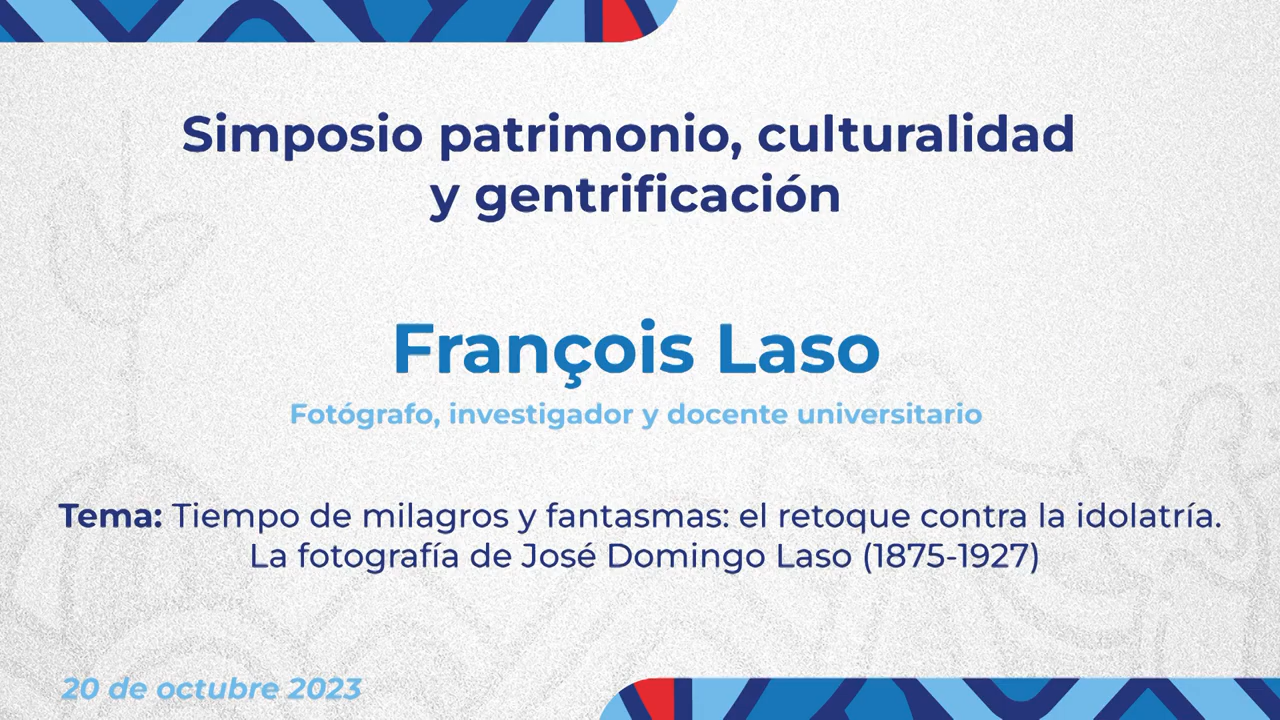 Simposio patrimonio, culturalidad
y gentrificación
François Laso
Fotógrafo, investigador y docente universitario
Tema: Tiempo de milagros y fantasmas: el retoque contra la idolatría.
La fotografía de José Domingo Laso (1875-1927)
20 de octubre 2023